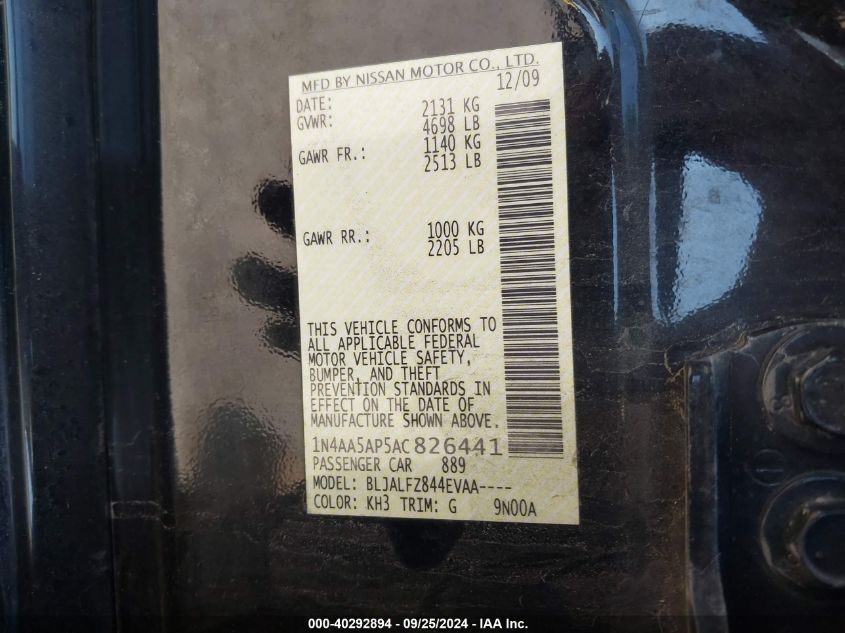 MFD BY NISSAN MOTOR CO., LTD.
DATE: 12/09
GVWR: 2131 KG
4698 LB
GAWR FR.: 1140 KG
2513 LB
GAWR RR.: 1000 KG
2205 LB
THIS VEHICLE CONFORMS TO
ALL APPLICABLE FEDERAL
MOTOR VEHICLE SAFETY,
BUMPER, AND THEFT
PREVENTION STANDARDS IN
EFFECT ON THE DATE OF
MANUFACTURE SHOWN ABOVE.
1N4AA5AP5AC826441
PASSENGER CAR 889
MODEL: BLJALFZ844EVAA----
COLOR: KH3 TRIM: G 9N00A
000-40292894 - 09/25/2024 - IAA Inc.